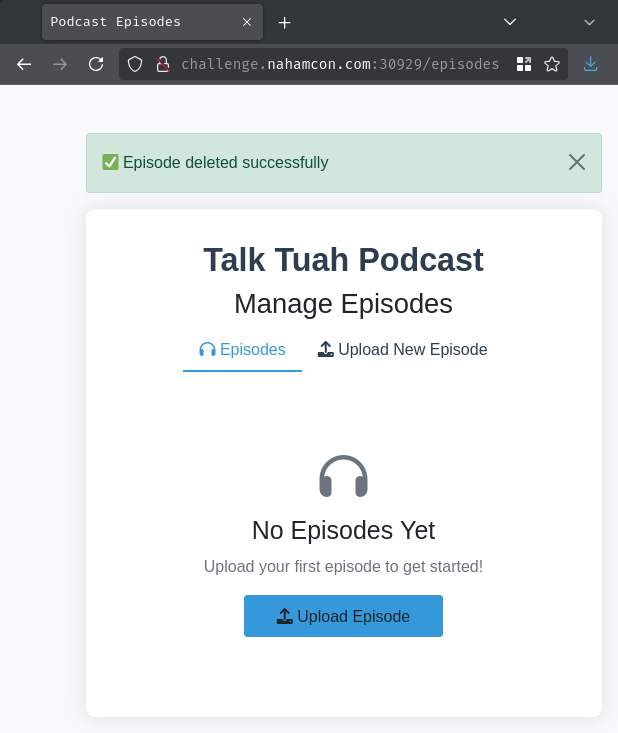 Podcast Episodes
challenge.nahamcon.com:30929/episodes
Episode deleted successfully
Talk Tuah Podcast
Manage Episodes
Episodes
Upload New Episode
No Episodes Yet
Upload your first episode to get started!
Upload Episode